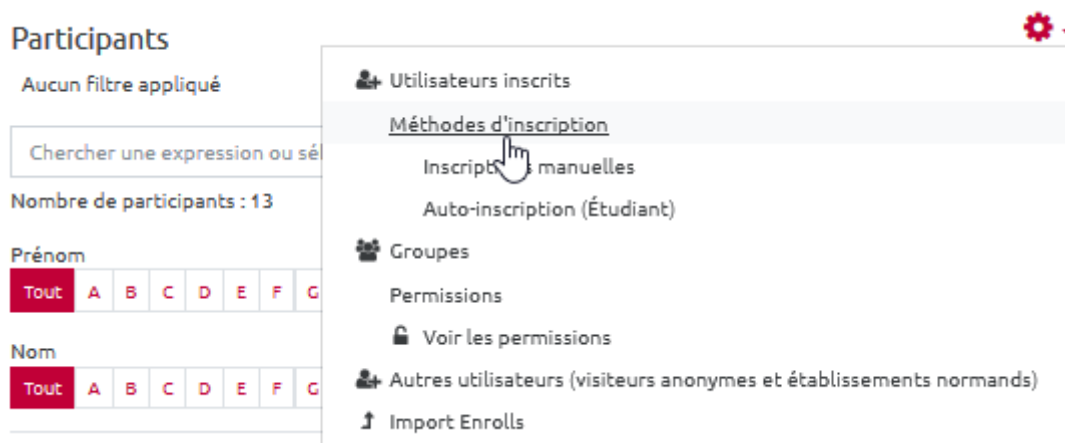 Participants
Aucun filtre appliqué
Chercher une expression ou sél
Nombre de participants : 13
Prénom
Tout A B C D E F G
Nom
Tout A B C D E F G
Utilisateurs inscrits
Méthodes d'inscription
Inscriptions manuelles
Auto-inscription (Étudiant)
Groupes
Permissions
Voir les permissions
Autres utilisateurs (visiteurs anonymes et établissements normands)
Import Enrolls